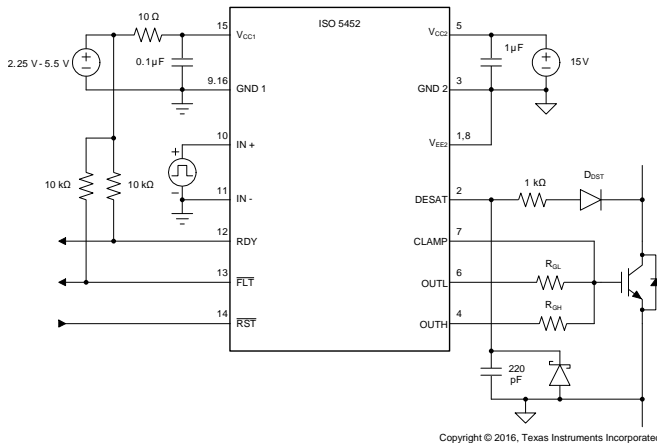 ISO 5452
10 Ω
15
VCC1
2.25 V - 5.5 V
0.1µF
9,16
GND 1
10
IN +
11
IN -
10 kΩ
10 kΩ
12
RDY
13
FLT
14
RST
5
VCC2
1µF
15V
3
GND 2
1,8
VEE2
2
DESAT
1 kΩ
DDST
7
CLAMP
6
OUTL
RGL
4
OUTH
RGH
220
pF
Copyright © 2016, Texas Instruments Incorporated